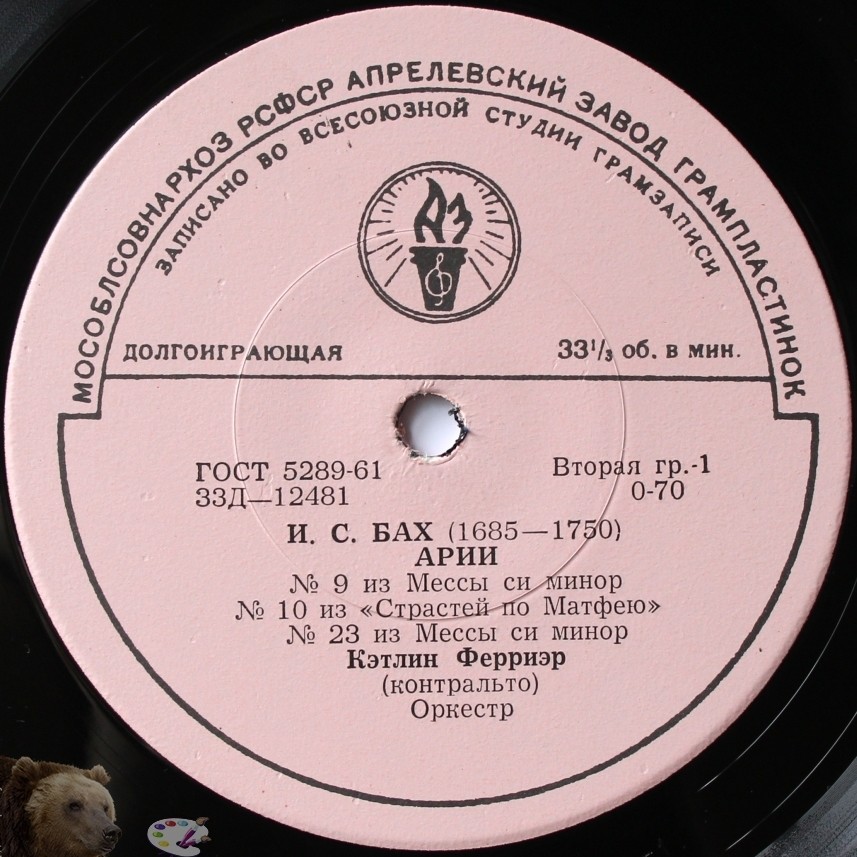 МОСОБЛСОВНАРХОЗ РСФСР АПРЕЛЕВСКИЙ ЗАВОД ГРАМПЛАСТИНОК
ЗАПИСАНО ВО ВСЕСОЮЗНОЙ СТУДИИ ГРАМЗАПИСИ
АЗ
ДОЛГОИГРАЮЩАЯ 33⅓ об. в мин.
ГОСТ 5289-61 Вторая гр.-1
33Д—12481 0-70
И. С. БАХ (1685—1750)
АРИИ
№ 9 из Мессы си минор
№ 10 из «Страстей по Матфею»
№ 23 из Мессы си минор
Кэтлин Ферриэр
(контральто)
Оркестр